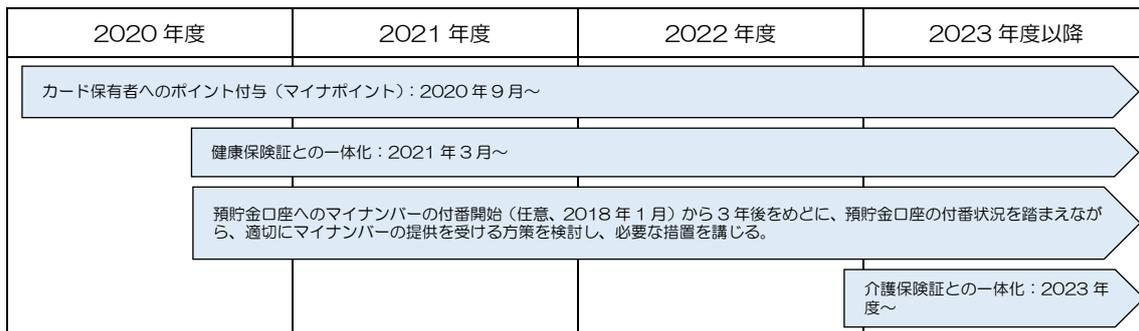 2020 年度
2021 年度
2022 年度
2023 年度以降
カード保有者へのポイント付与（マイナポイント）：2020 年 9 月～
健康保険証との一体化：2021 年 3 月～
預貯金口座へのマイナンバーの付番開始（任意、2018 年 1 月）から 3 年後をめどに、預貯金口座の付番状況を踏まえなが
ら、適切にマイナンバーの提供を受ける方策を検討し、必要な措置を講じる。
介護保険証との一体化：2023 年
度～